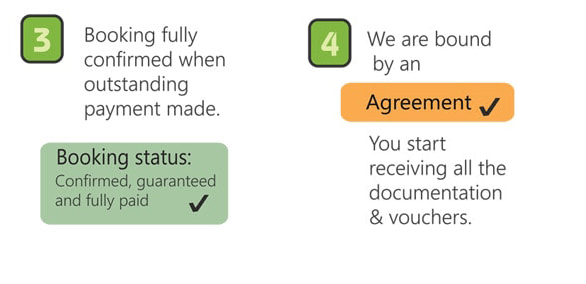 3
Booking fully
confirmed when
outstanding
payment made.
Booking status:
Confirmed, guaranteed
and fully paid
4
We are bound
by an
Agreement
You start
receiving all the
documentation
& vouchers.